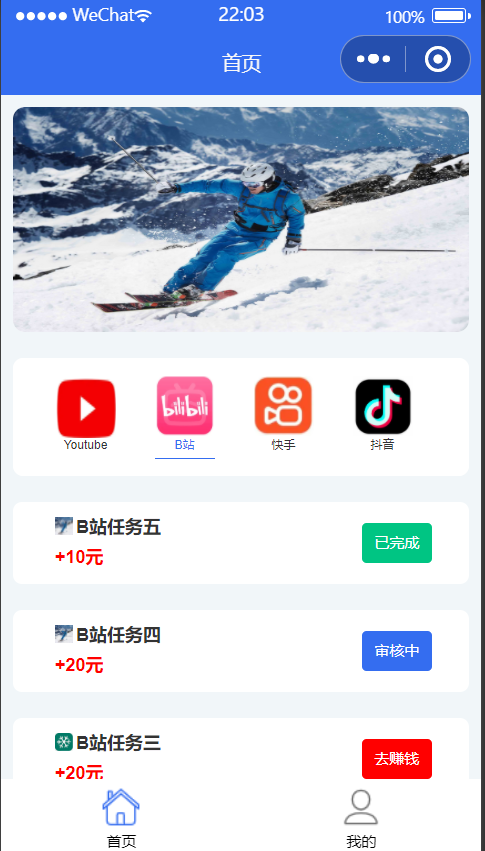 WeChat 22:03 100%
首页
bilibili
Youtube B站 快手 抖音
B站任务五
+10元
已完成
B站任务四
+20元
审核中
B站任务三
+20元
去赚钱
首页 我的